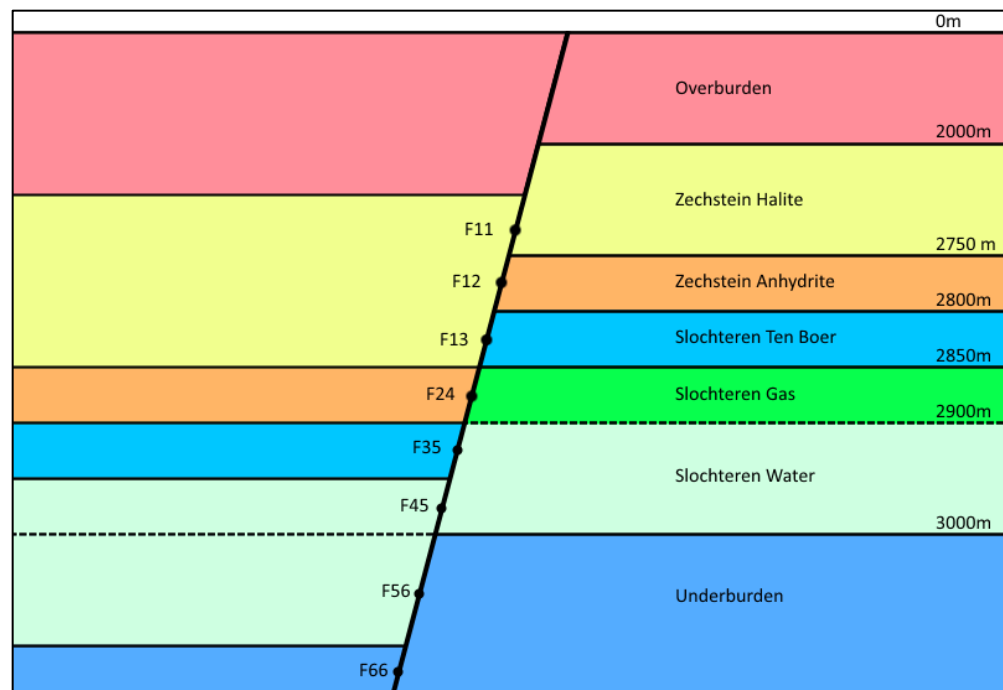 0m
Overburden
2000m
Zechstein Halite
F11
2750 m
F12
Zechstein Anhydrite
2800m
F13
Slochteren Ten Boer
2850m
F24
Slochteren Gas
2900m
F35
Slochteren Water
F45
3000m
F56
Underburden
F66